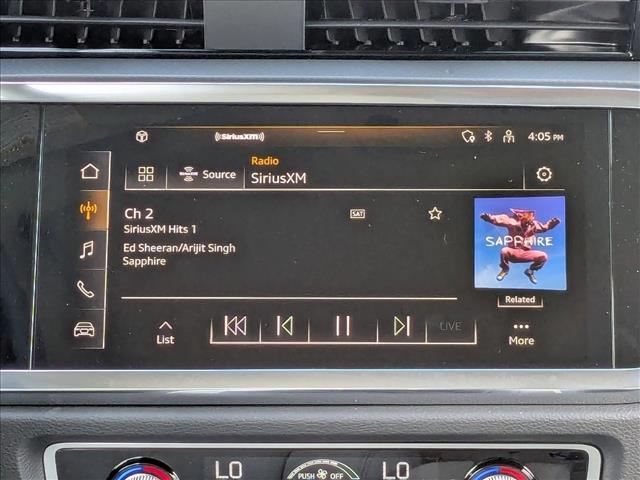 SiriusXM
4:05 PM
Source
Radio
SiriusXM
Ch 2
SAT
SiriusXM Hits 1
Ed Sheeran/Arijit Singh
Sapphire
SAPPHIRE
Related
List
LIVE
More
LO
PUSH OFF
LO